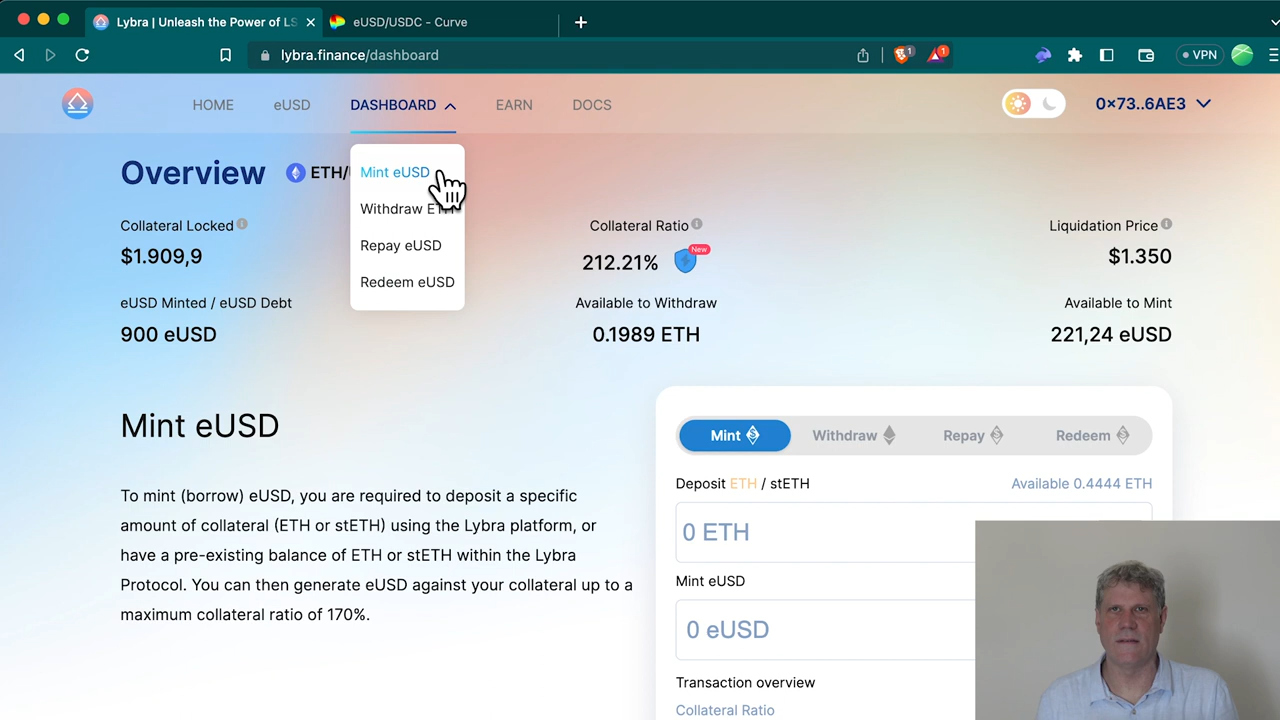 Lybra | Unleash the Power of LS
eUSD/USDC - Curve
lybra.finance/dashboard
1
1
VPN
HOME
eUSD
DASHBOARD
EARN
DOCS
0×73..6AE3
Overview
ETH/
Mint eUSD
Withdraw ETH
Repay eUSD
Redeem eUSD
Collateral Locked
$1.909,9
Collateral Ratio
212.21%
New
Liquidation Price
$1.350
eUSD Minted / eUSD Debt
900 eUSD
Available to Withdraw
0.1989 ETH
Available to Mint
221,24 eUSD
Mint eUSD
To mint (borrow) eUSD, you are required to deposit a specific
amount of collateral (ETH or stETH) using the Lybra platform, or
have a pre-existing balance of ETH or stETH within the Lybra
Protocol. You can then generate eUSD against your collateral up to a
maximum collateral ratio of 170%.
Mint
Withdraw
Repay
Redeem
Deposit ETH / stETH
Available 0.4444 ETH
0 ETH
Mint eUSD
0 eUSD
Transaction overview
Collateral Ratio